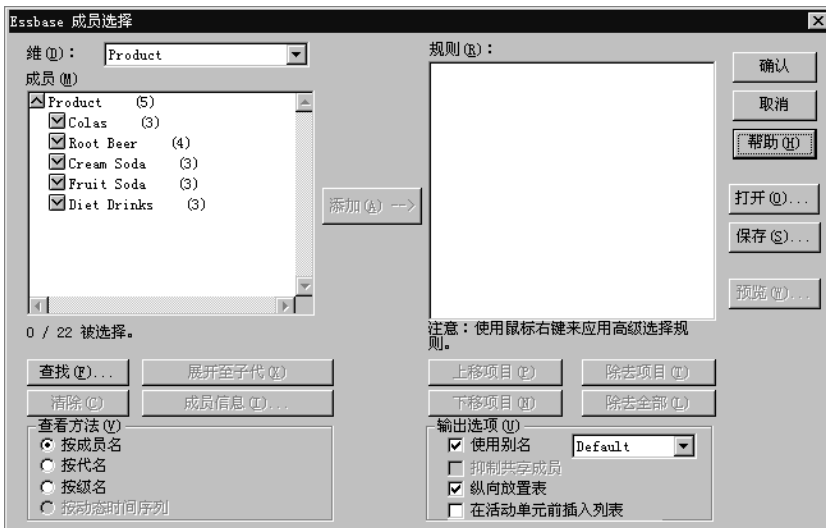 Essbase 成员选择
维(D)： Product
成员(M)
Product (5)
Colas (3)
Root Beer (4)
Cream Soda (3)
Fruit Soda (3)
Diet Drinks (3)
0 / 22 被选择。
添加(A) -->
规则(R)：
注意：使用鼠标右键来应用高级选择规
则。
确认
取消
帮助(H)
打开(O)...
保存(S)...
预览(W)...
查找(F)... 展开至子代(X)
清除(C) 成员信息(I)...
上移项目(P) 除去项目(T)
下移项目(N) 除去全部(L)
查看方法(V)
按成员名
按代名
按级名
按动态时间序列
输出选项(U)
使用别名 Default
抑制共享成员
纵向放置表
在活动单元前插入列表